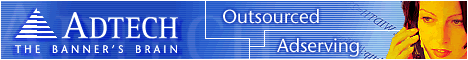 ADTECH
THE BANNER'S BRAIN
Outsourced
Adserving